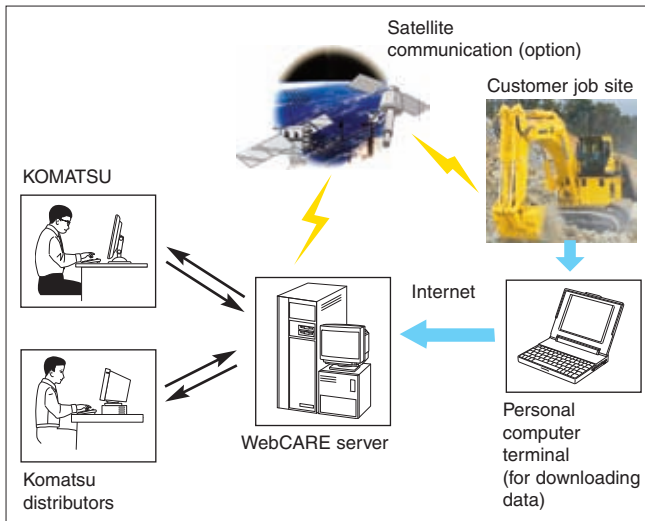 Satellite
communication (option)
Customer job site
KOMATSU
Internet
WebCARE server
Personal
computer
terminal
(for downloading
data)
Komatsu
distributors